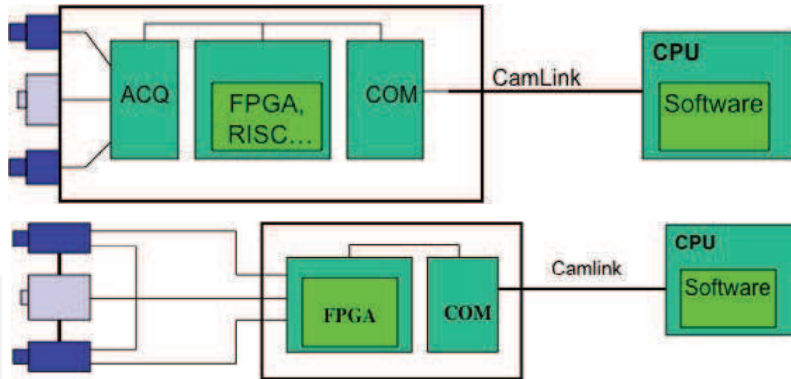 ACQ
FPGA,
RISC...
COM
CamLink
CPU
Software
FPGA
COM
Camlink
CPU
Software